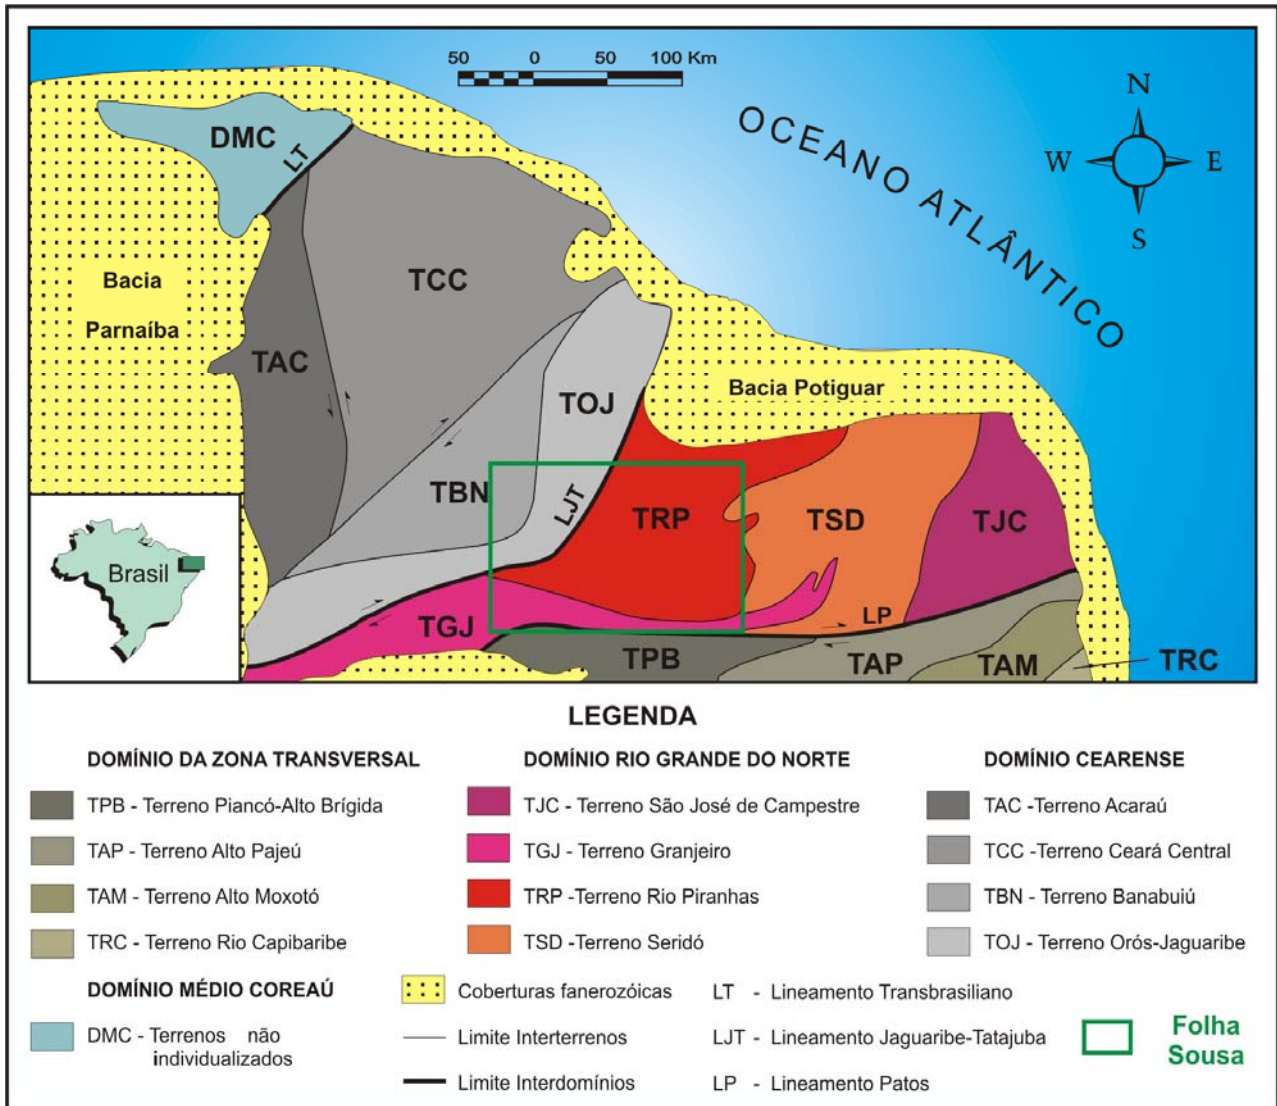 50 0 50 100 Km
OCEANO ATLÂNTICO
N
W E
S
DMC
LT
Bacia
Parnaíba
TCC
TAC
TOJ
Bacia Potiguar
TBN
LJT
TRP
TSD
TJC
Brasil
TGJ
LP
TPB
TAP
TAM
TRC
LEGENDA
DOMÍNIO DA ZONA TRANSVERSAL
TPB - Terreno Piancó-Alto Brígida
TAP - Terreno Alto Pajeú
TAM - Terreno Alto Moxotó
TRC - Terreno Rio Capibaribe
DOMÍNIO MÉDIO COREAÚ
DMC - Terrenos não
individualizados
DOMÍNIO RIO GRANDE DO NORTE
TJC - Terreno São José de Campestre
TGJ - Terreno Granjeiro
TRP -Terreno Rio Piranhas
TSD -Terreno Seridó
DOMÍNIO CEARENSE
TAC -Terreno Acaraú
TCC -Terreno Ceará Central
TBN - Terreno Banabuiú
TOJ - Terreno Orós-Jaguaribe
Coberturas fanerozóicas
Limite Interterrenos
Limite Interdomínios
LT - Lineamento Transbrasiliano
LJT - Lineamento Jaguaribe-Tatajuba
LP - Lineamento Patos
Folha
Sousa